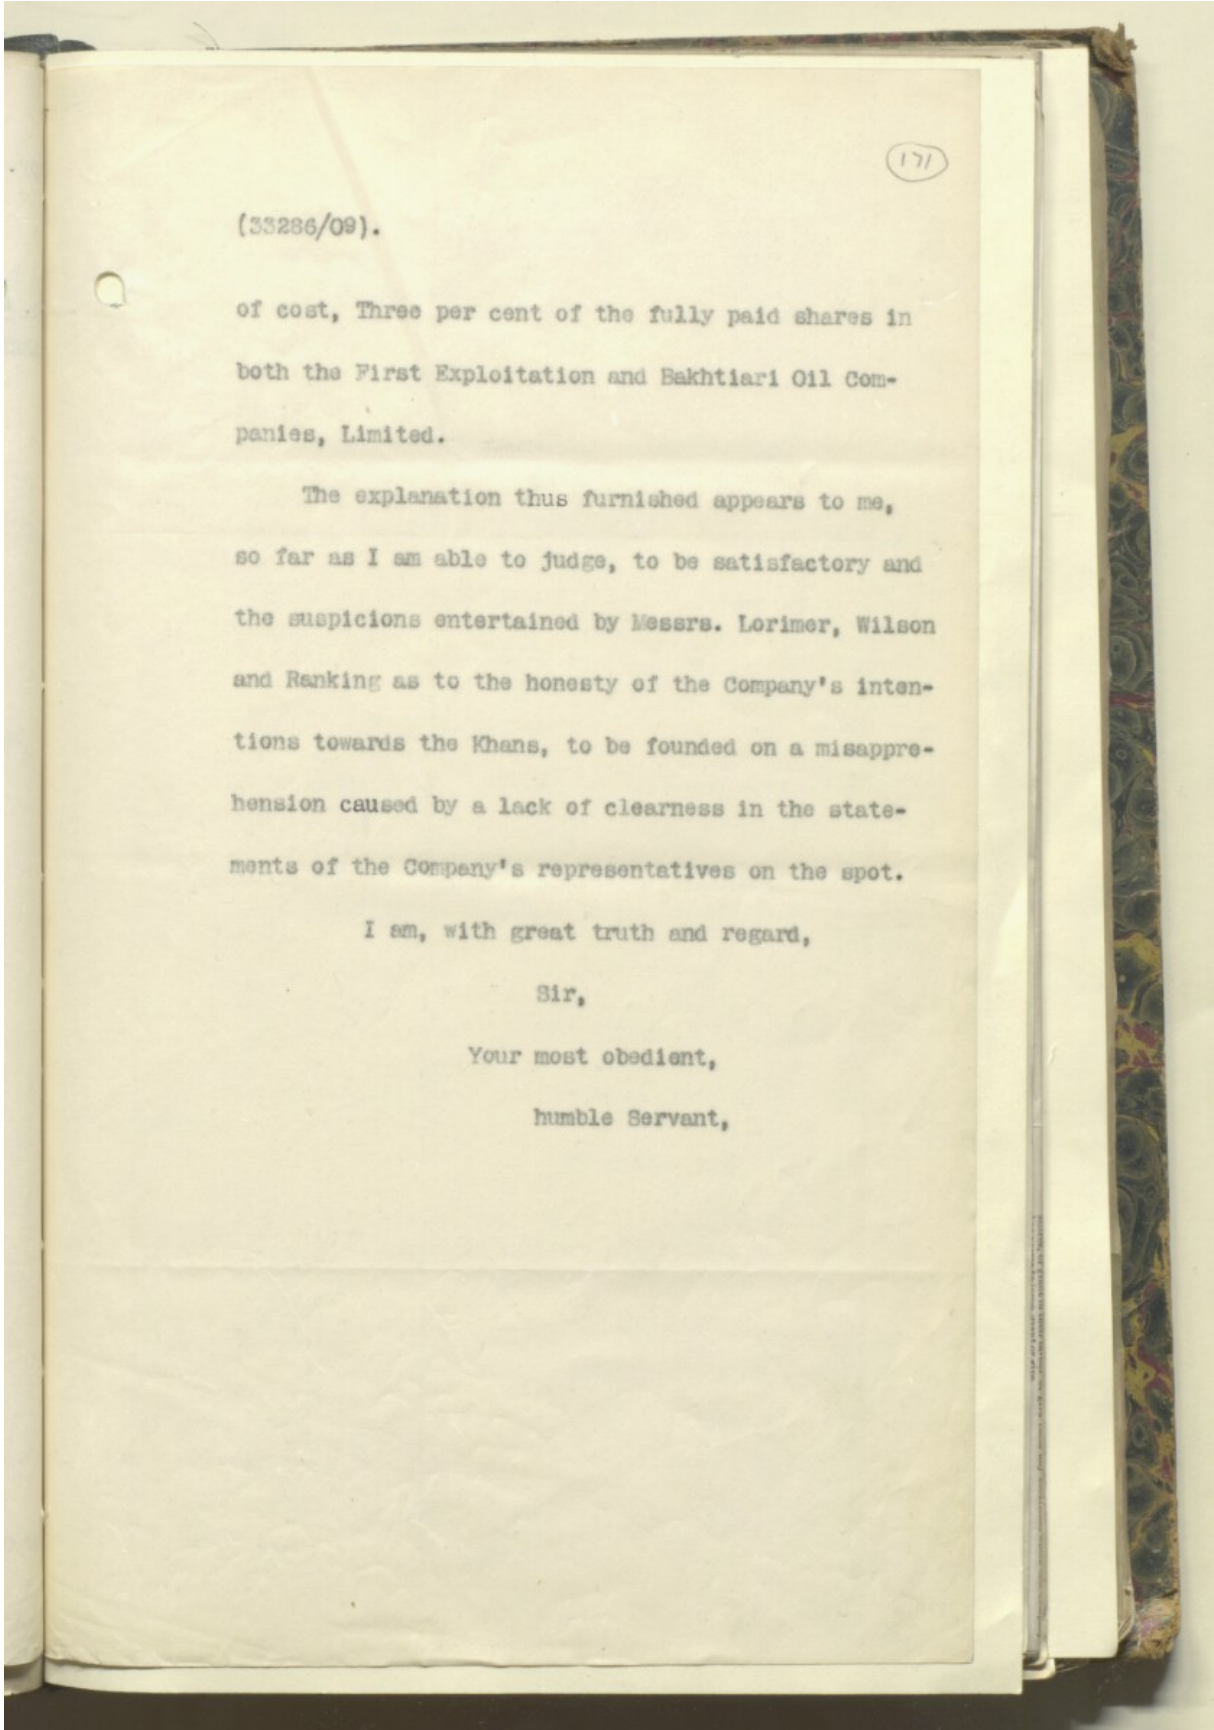 171
(33286/09).
of cost, Three per cent of the fully paid shares in
both the First Exploitation and Bakhtiari Oil Com-
panies, Limited.
The explanation thus furnished appears to me,
so far as I am able to judge, to be satisfactory and
the suspicions entertained by Messrs. Lorimer, Wilson
and Ranking as to the honesty of the Company's inten-
tions towards the Khans, to be founded on a misappre-
hension caused by a lack of clearness in the state-
ments of the Company's representatives on the spot.
I am, with great truth and regard,
Sir,
Your most obedient,
humble Servant,